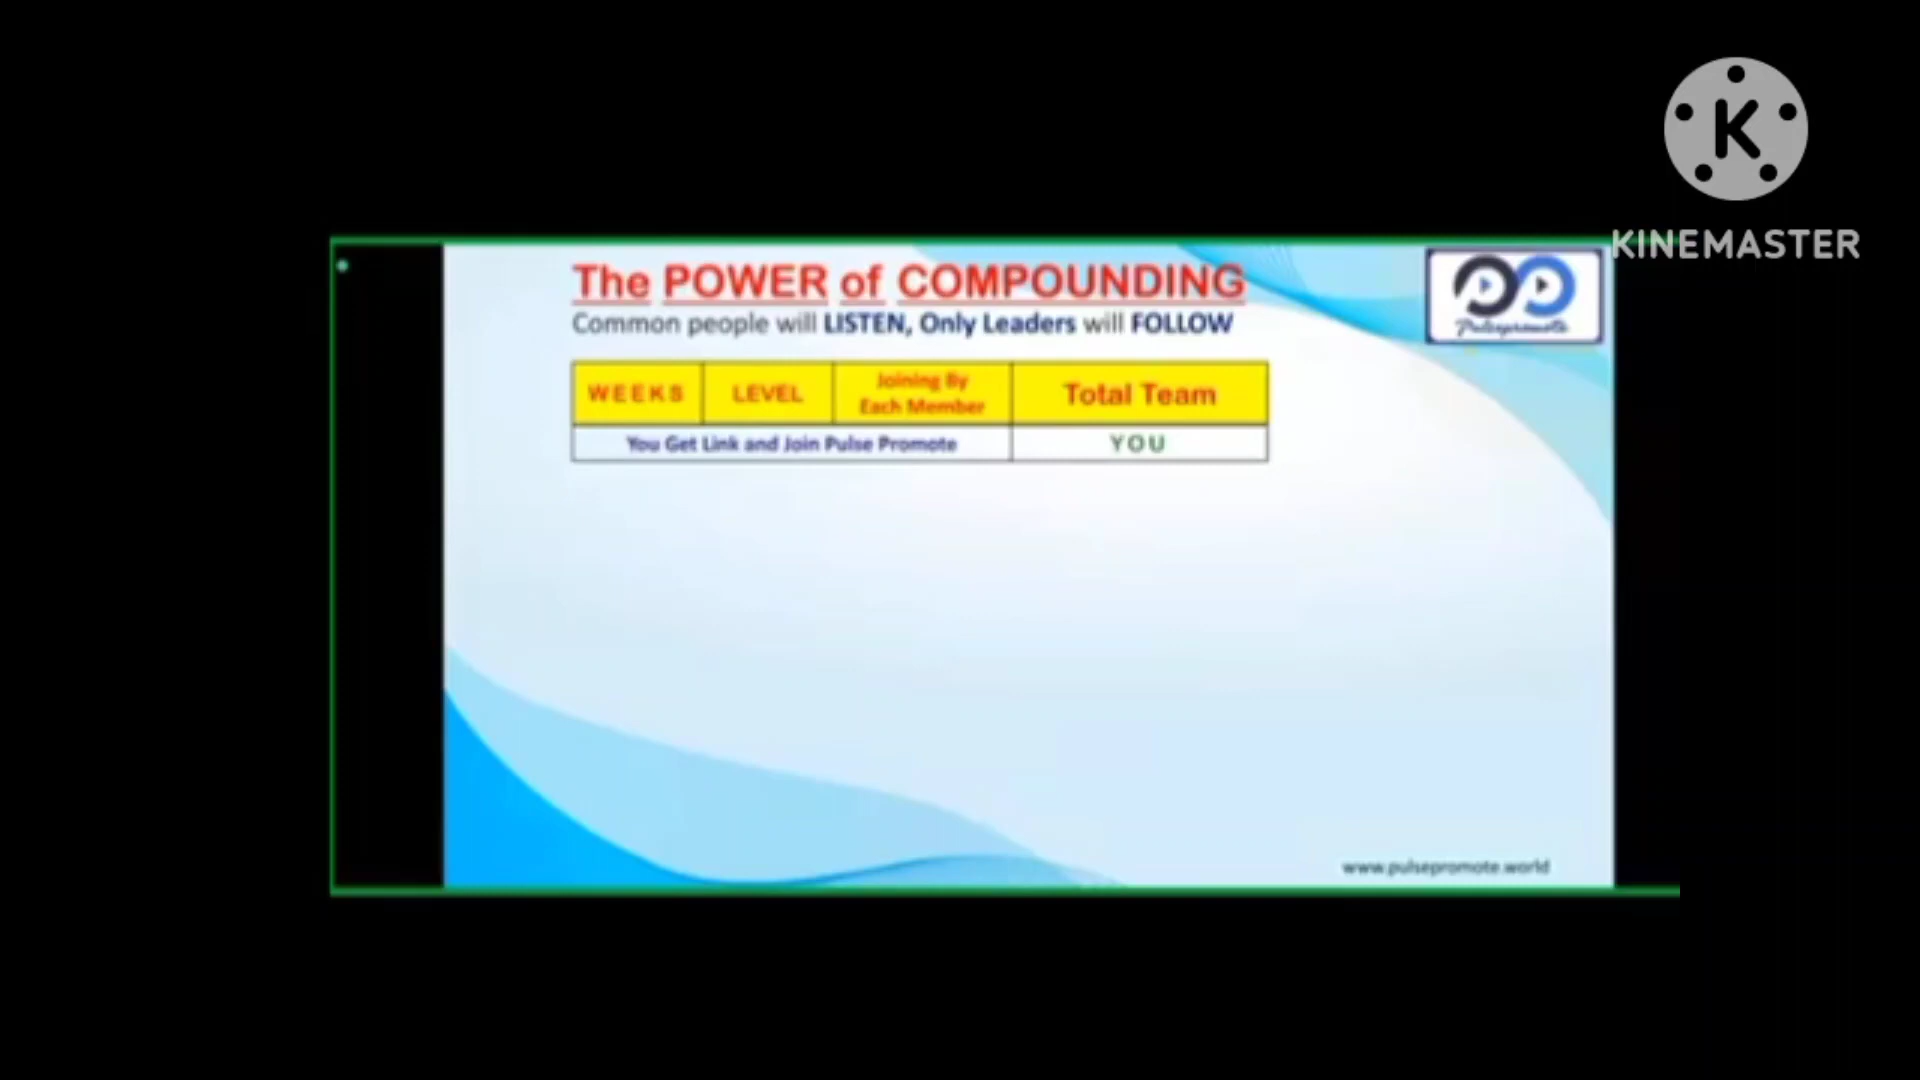 K
KINEMASTER
The POWER of COMPOUNDING
Common people will LISTEN, Only Leaders will FOLLOW
Pulsepromote
WEEKS LEVEL Joining By Each Member Total Team
You Get Link and Join Pulse Promote YOU
www.pulsepromote.world